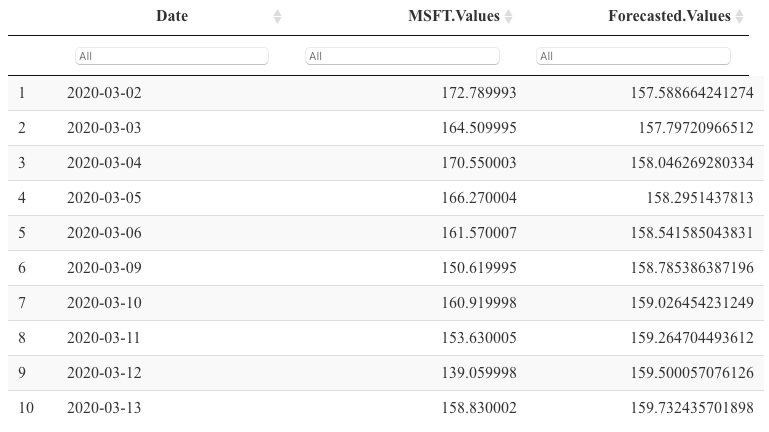 Date MSFT.Values Forecasted.Values
All All All
1 2020-03-02 172.789993 157.588664241274
2 2020-03-03 164.509995 157.79720966512
3 2020-03-04 170.550003 158.046269280334
4 2020-03-05 166.270004 158.2951437813
5 2020-03-06 161.570007 158.541585043831
6 2020-03-09 150.619995 158.785386387196
7 2020-03-10 160.919998 159.026454231249
8 2020-03-11 153.630005 159.264704493612
9 2020-03-12 139.059998 159.500057076126
10 2020-03-13 158.830002 159.732435701898